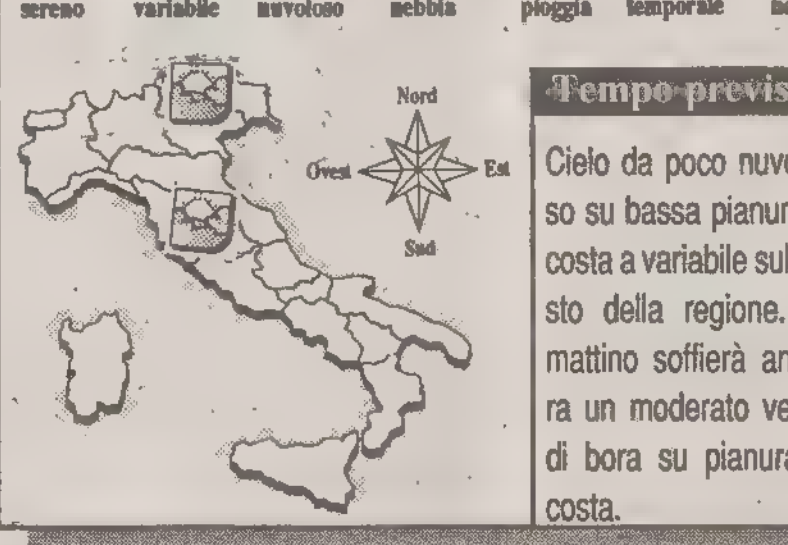 sereno variabile nuvoloso nebbia pioggia temporale
Nord
Ovest
Est
Sud
Tempo previs
Cielo da poco nuvo
so su bassa pianur
costa a variabile sul
sto della regione.
mattino soffierà an
ra un moderato ve
di bora su pianura
costa.